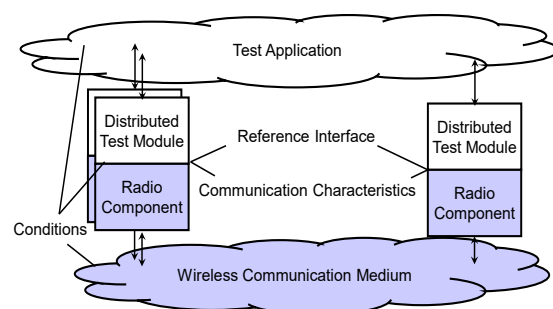 Test Application
Distributed
Test Module
Distributed
Test Module
Reference Interface
Communication Characteristics
Radio
Component
Radio
Component
Conditions
Wireless Communication Medium